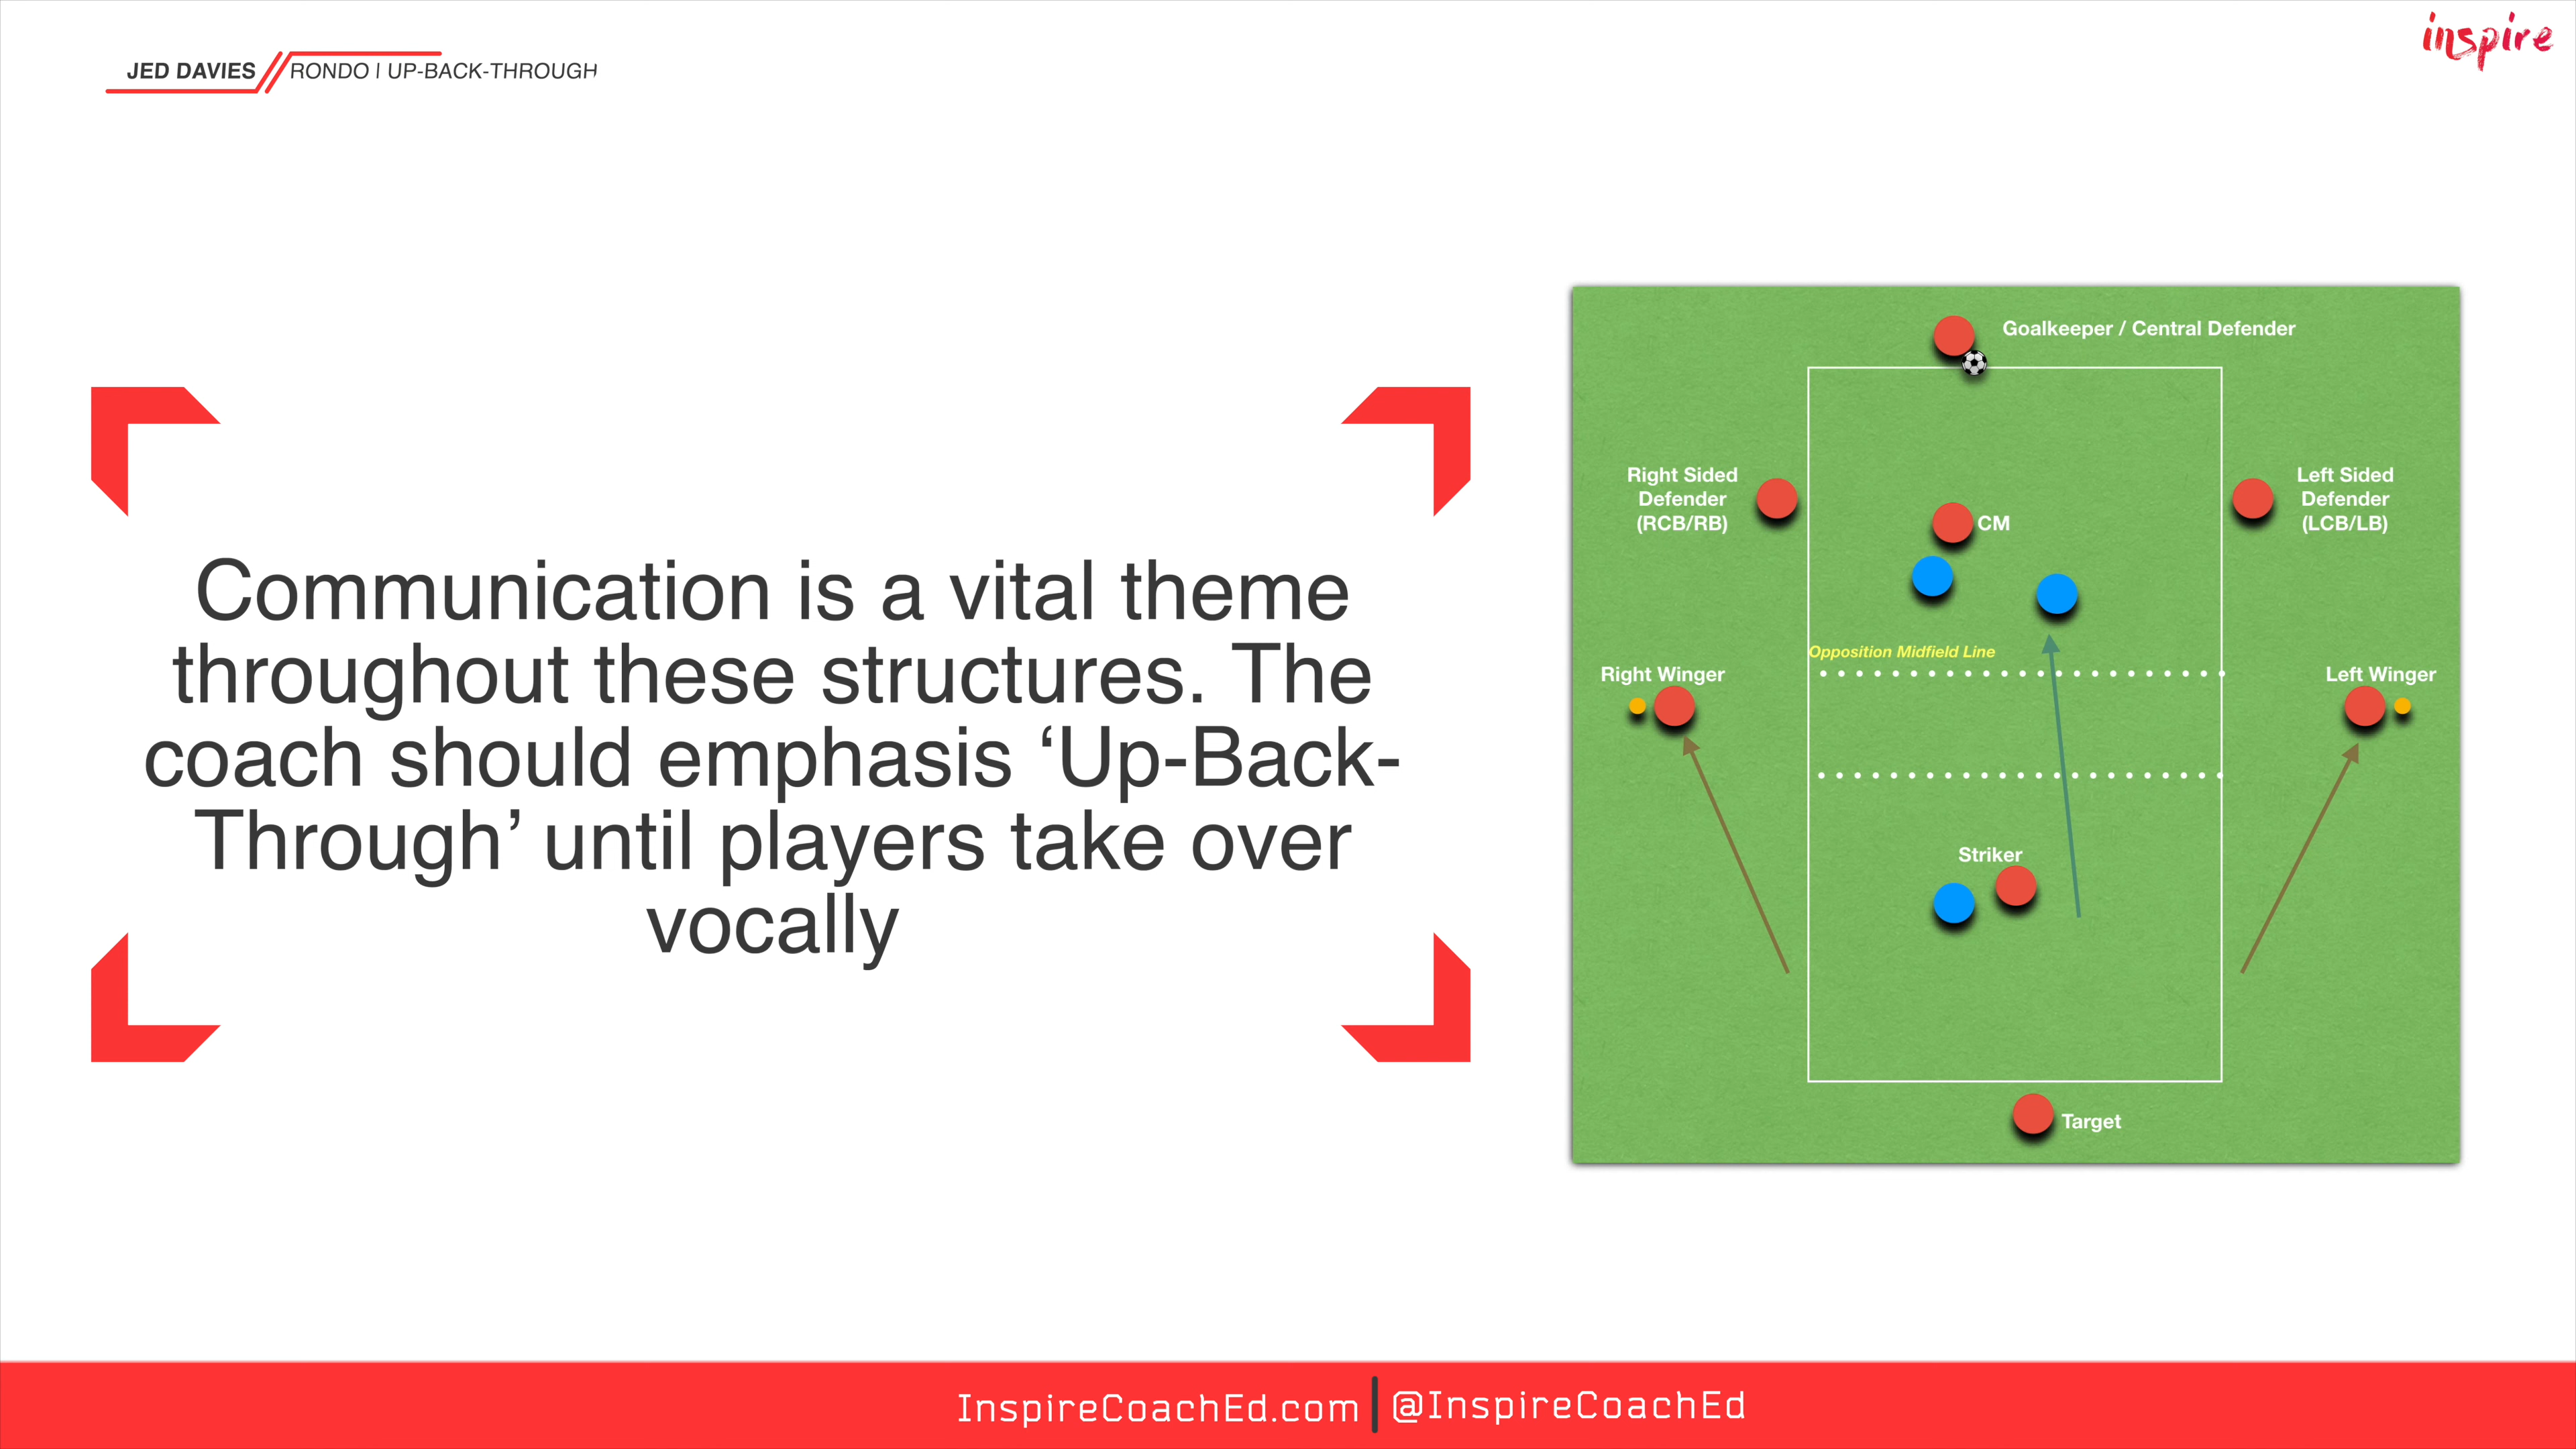 JED DAVIES RONDO | UP-BACK-THROUGH
inspire
Communication is a vital theme
throughout these structures. The
coach should emphasis ‘Up-Back-
Through’ until players take over
vocally
Goalkeeper / Central Defender
Right Sided
Defender
(RCB/RB)
Left Sided
Defender
(LCB/LB)
CM
Opposition Midfield Line
Right Winger
Left Winger
Striker
Target
InspireCoachEd.com | @InspireCoachEd